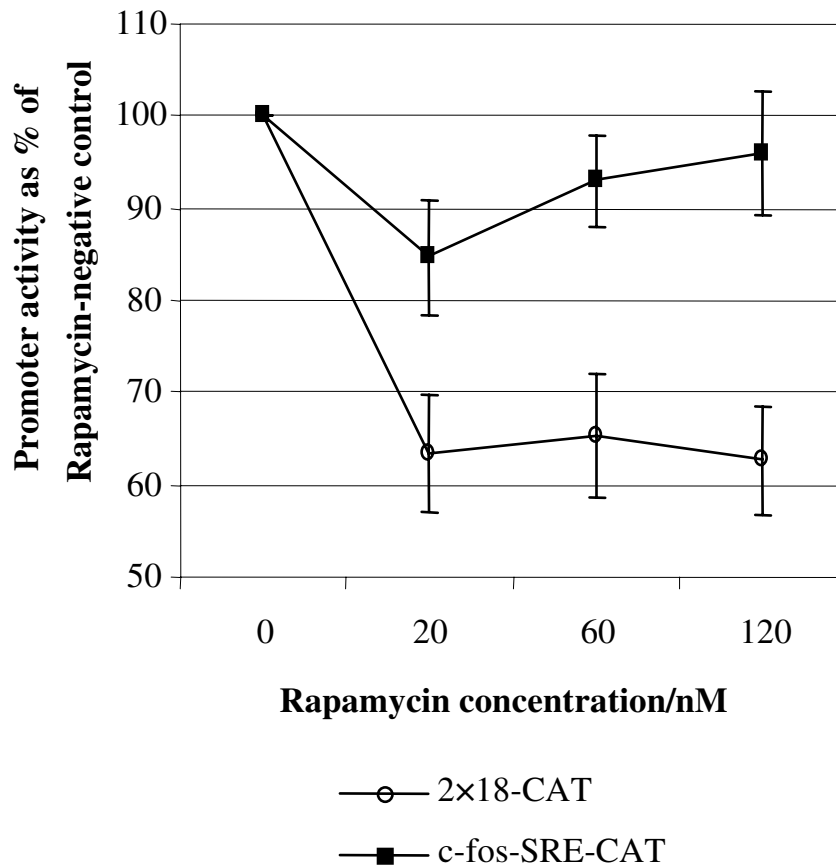 Promoter activity as % of
Rapamycin-negative control
110
100
90
80
70
60
50
0 20 60 120
Rapamycin concentration/nM
2×18-CAT
c-fos-SRE-CAT